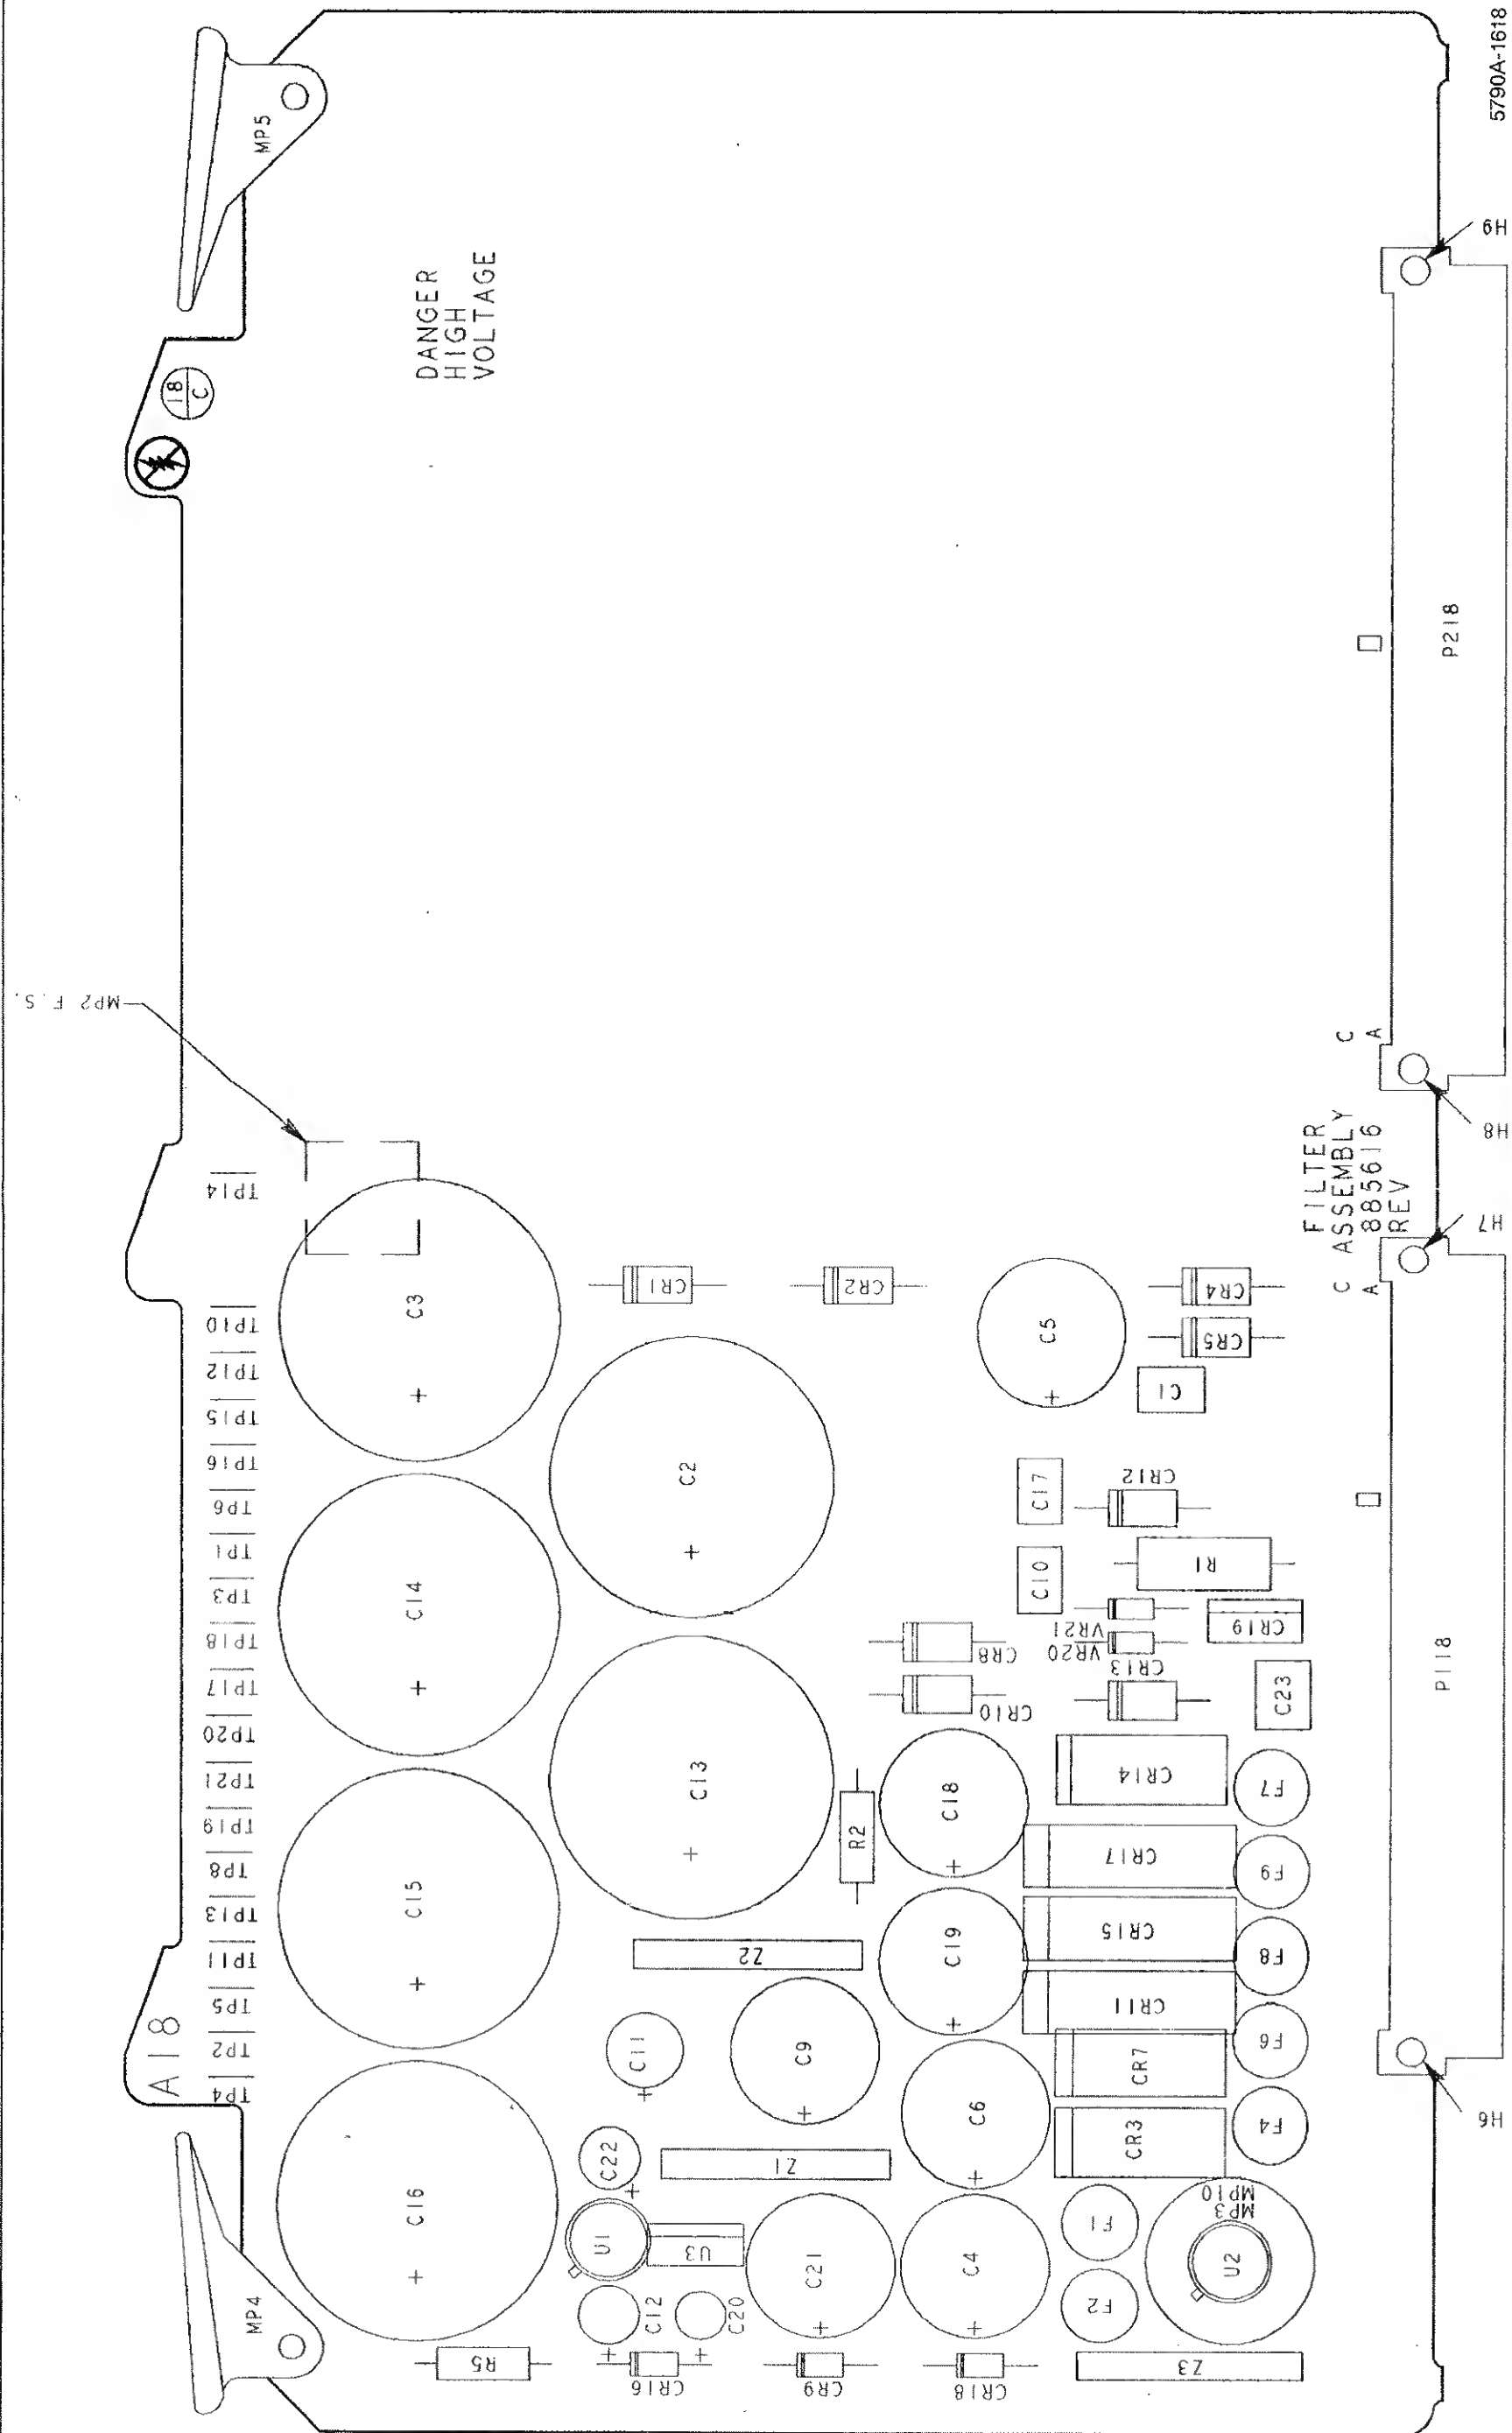 5790A-1618
MP5
18
C
DANGER
HIGH
VOLTAGE
H9
P218
MP2 F.S.
C
A
H8
FILTER
ASSEMBLY
885616
REV
H7
C
A
TP14
TP10
TP12
TP15
TP16
TP6
TP1
TP3
TP18
TP17
TP20
TP21
TP19
TP8
TP13
TP11
TP5
TP2
TP4
A18
C3
CR1
CR2
C5
CR4
CR5
C1
C2
C17
CR12
C14
C10
R1
VR21
VR20
CR19
CR8
CR13
CR10
C23
P118
C13
R2
C18
CR14
F7
CR17
F9
C15
Z2
C19
CR15
F8
CR11
F6
C11
C9
CR7
C6
CR3
F4
C22
Z1
C16
U1
U3
C21
C4
F1
MP3
MP10
U2
F2
C12
C20
MP4
R5
CR16
CR9
CR18
Z3
H6